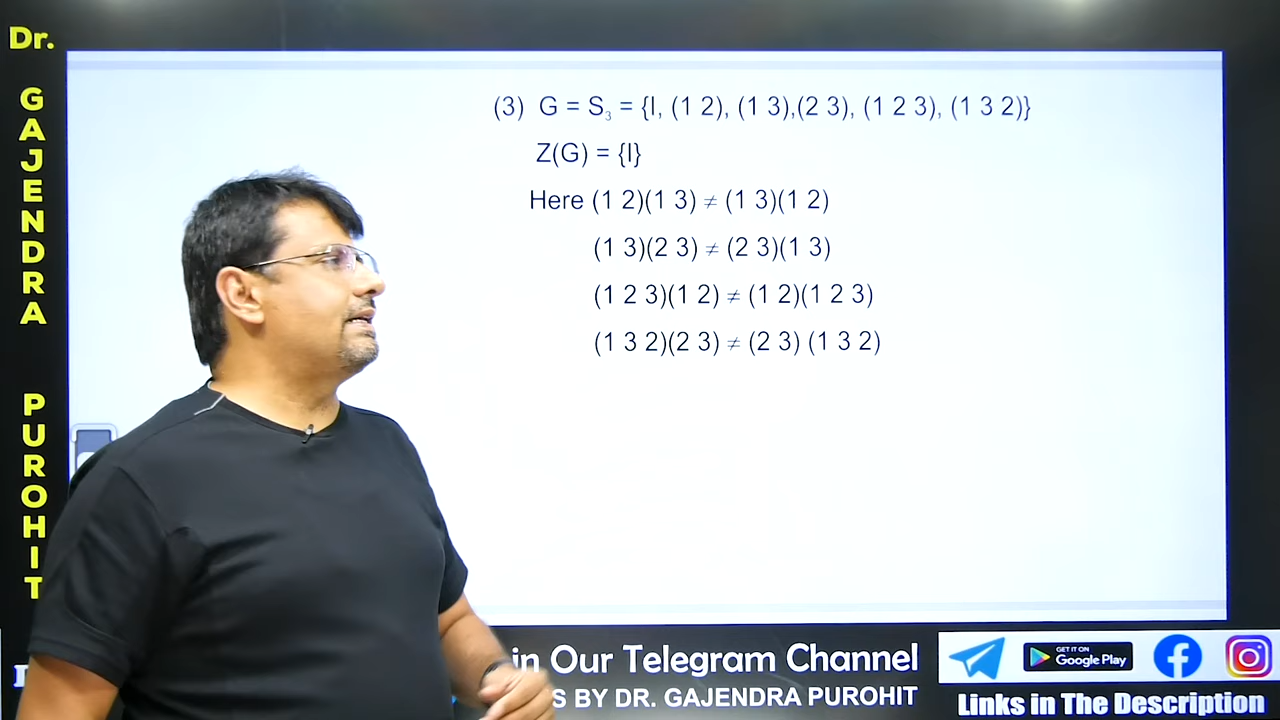 Dr.
GAJENDRA
PUROHIT
(3) G = S₃ = {I, (1 2), (1 3),(2 3), (1 2 3), (1 3 2)}
Z(G) = {I}
Here (1 2)(1 3) ≠ (1 3)(1 2)
(1 3)(2 3) ≠ (2 3)(1 3)
(1 2 3)(1 2) ≠ (1 2)(1 2 3)
(1 3 2)(2 3) ≠ (2 3) (1 3 2)
in Our Telegram Channel
S BY DR. GAJENDRA PUROHIT
GET IT ON
Google Play
Links in The Description